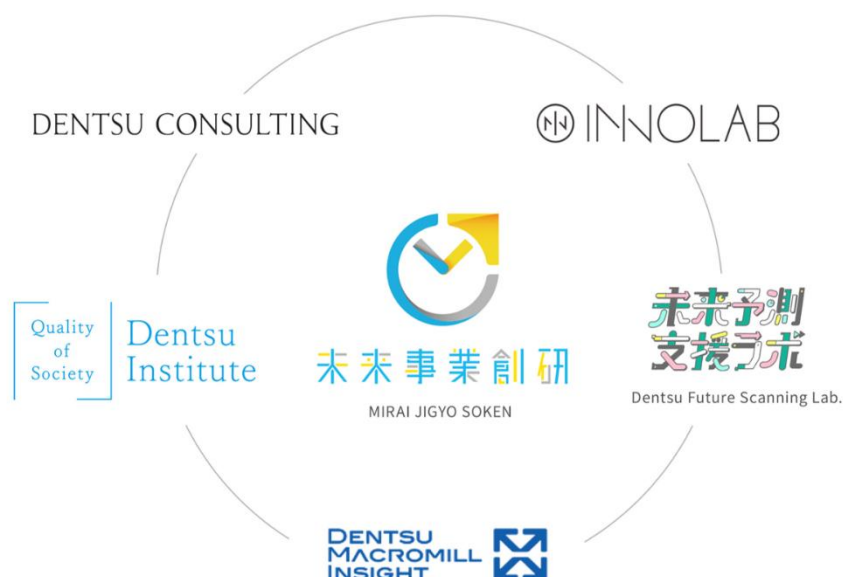 DENTSU CONSULTING
INNOLAB
Quality
of
Society
Dentsu
Institute
未来事業創研
MIRAI JIGYO SOKEN
未来予測
支援ラボ
Dentsu Future Scanning Lab.
DENTSU
MACROMILL
INSIGHT